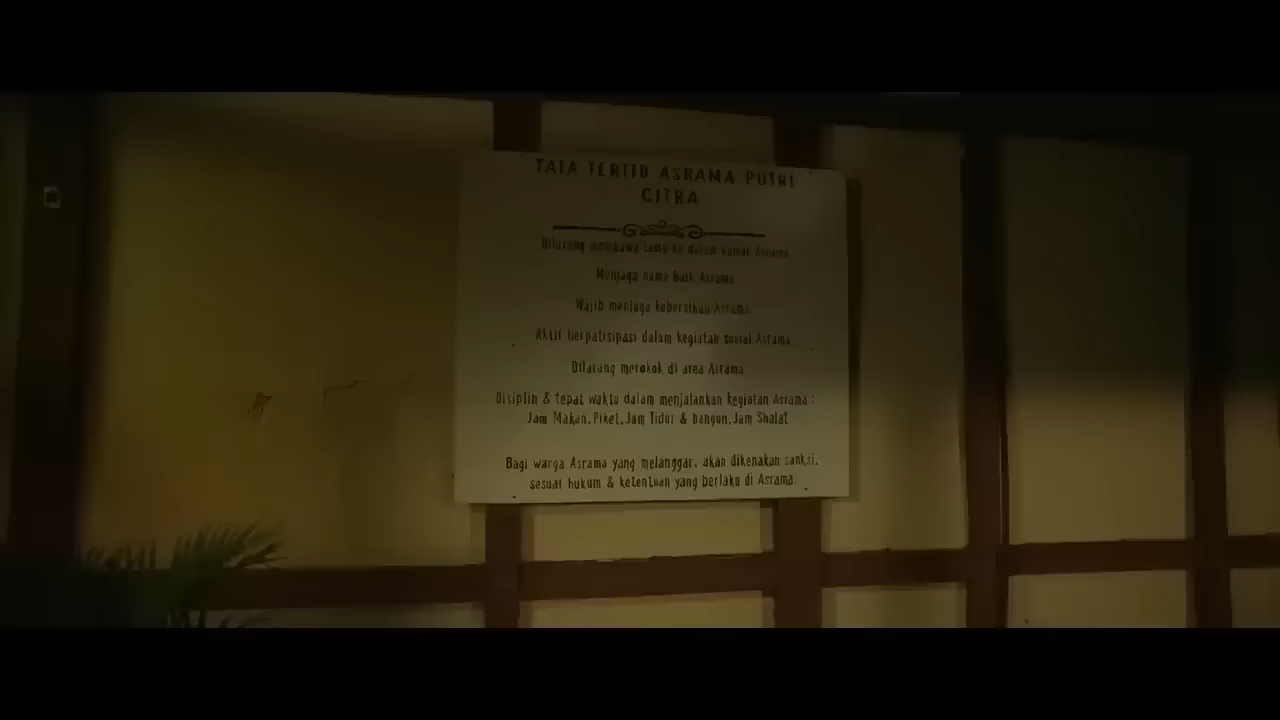 TATA TERTIB ASRAMA PUTRI
CITRA
Dilarang membawa tamu ke dalam kamar Asrama
Menjaga nama baik Asrama
Wajib menjaga kebersihan Asrama
Aktif berpatisipasi dalam kegiatan sosial Asrama
Dilarang merokok di area Asrama
Disiplin & tepat waktu dalam menjalankan kegiatan Asrama :
Jam Makan, Piket, Jam Tidur & bangun, Jam Shalat
Bagi warga Asrama yang melanggar, akan dikenakan sanksi,
sesuai hukum & ketentuan yang berlaku di Asrama.